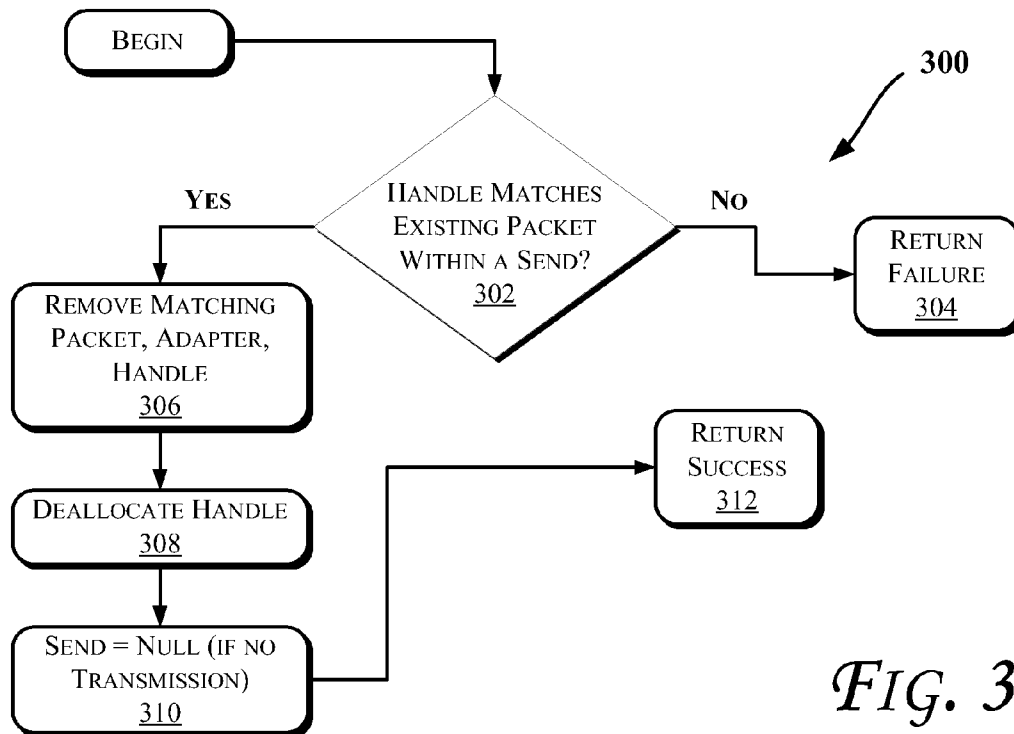 BEGIN
300
HANDLE MATCHES
EXISTING PACKET
WITHIN A SEND?
302
YES
NO
RETURN
FAILURE
304
REMOVE MATCHING
PACKET, ADAPTER,
HANDLE
306
DEALLOCATE HANDLE
308
SEND = NULL (IF NO
TRANSMISSION)
310
RETURN
SUCCESS
312
FIG. 3